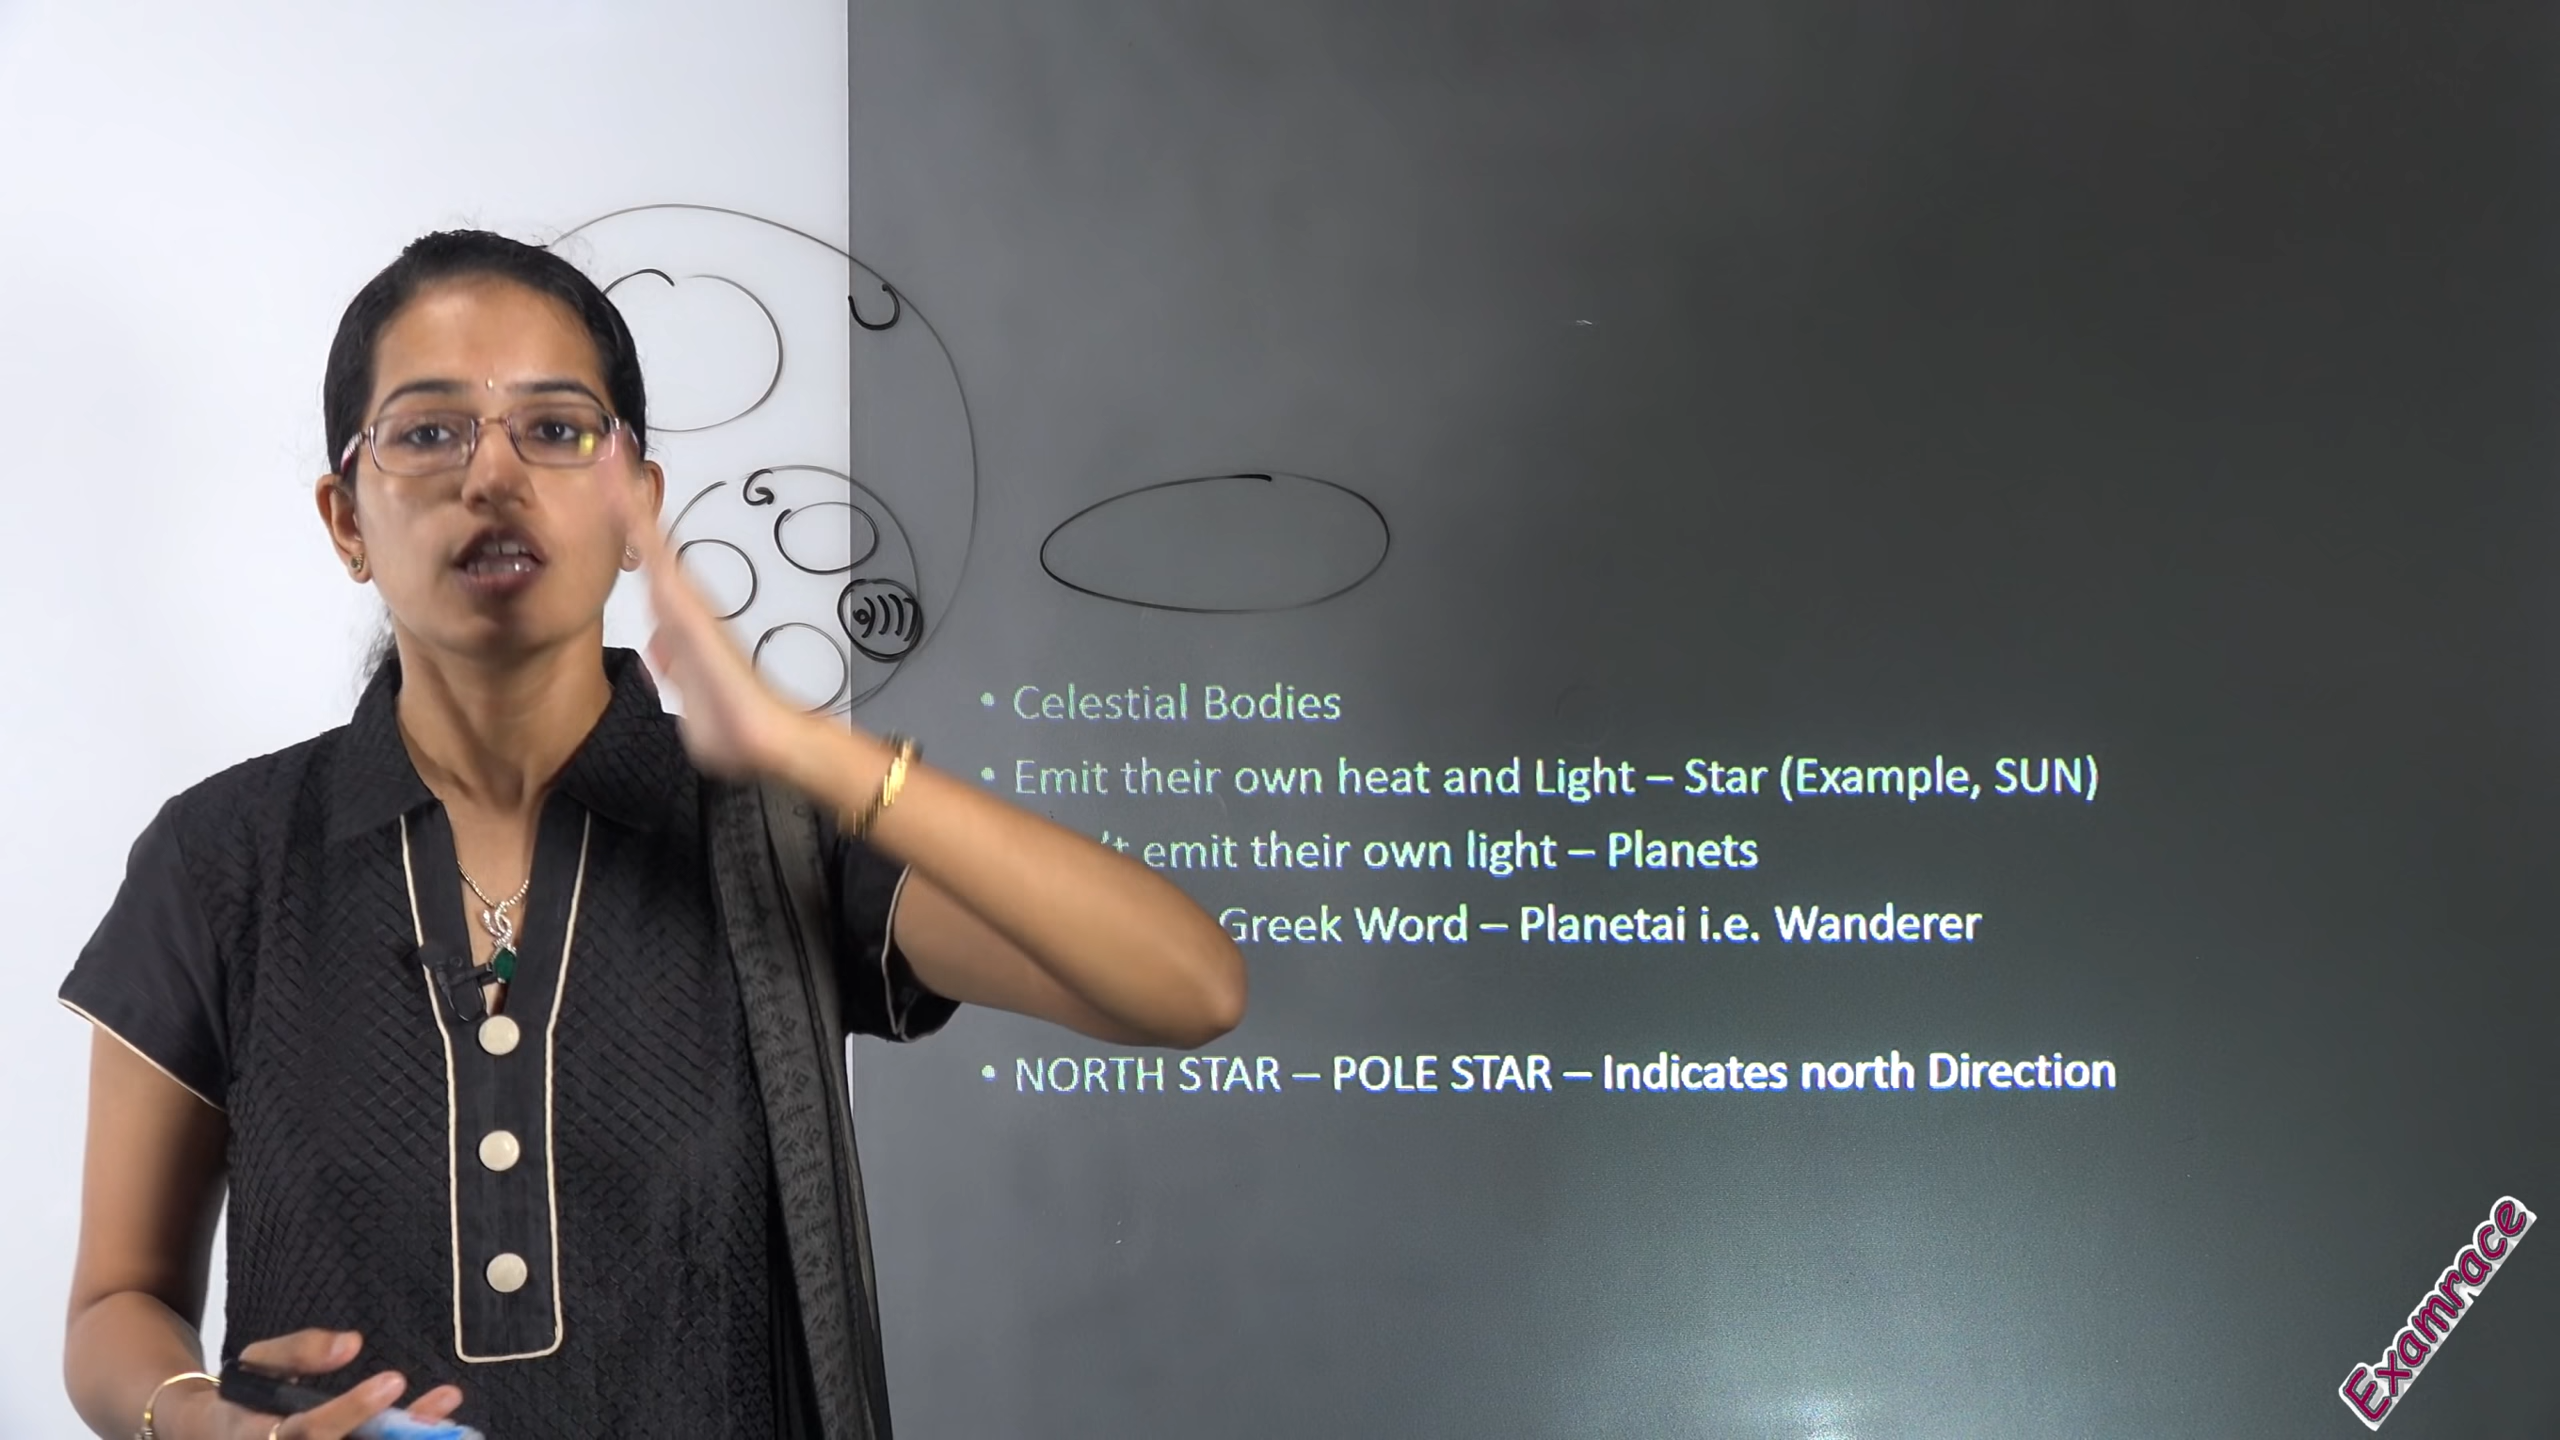 U
G
• Celestial Bodies
• Emit their own heat and Light – Star (Example, SUN)
't emit their own light – Planets
Greek Word – Planetai i.e. Wanderer
• NORTH STAR – POLE STAR – Indicates north Direction
Examrace